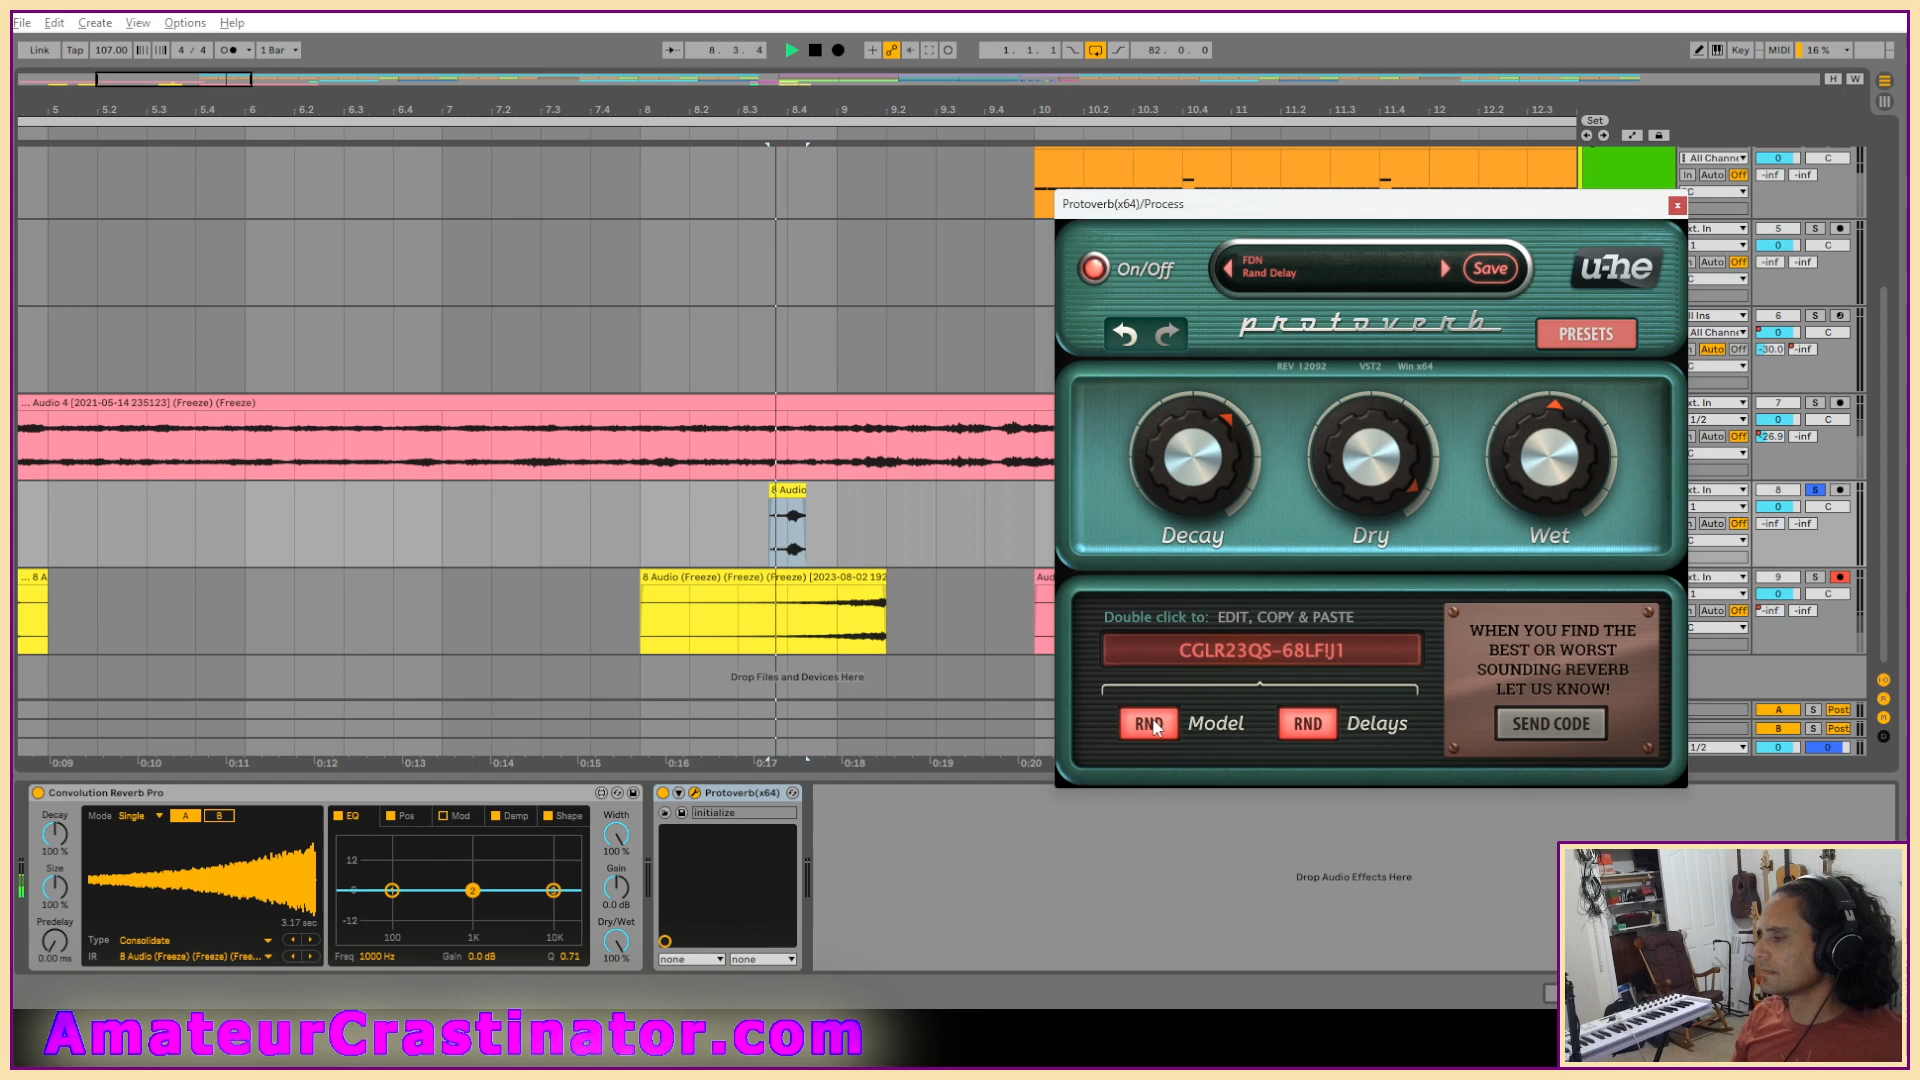 File Edit Create View Options Help
Link Tap 107.00 4 / 4 1 Bar 8. 3. 4 1. 1. 1 82. 0. 0 Key MIDI 16 %
H W
5 5.2 5.3 5.4 6 6.2 6.3 6.4 7 7.2 7.3 7.4 8 8.2 8.3 8.4 9 9.2 9.3 9.4 10 10.2 10.3 10.4 11 11.2 11.3 11.4 12 12.2 12.3
Set
All Chann 0 C
In Auto Off -inf -inf
Protoverb(x64)/Process x
xt. In 5 S
1 0 C
Auto Off -inf -inf
ll Ins 6 S
All Chann 0 C
Auto Off -30.0 -inf
xt. In 7 S
1/2 0 C
Auto Off -26.9 -inf
xt. In 8 S
1 0 C
Auto Off -inf -inf
xt. In 9 S
1 0 C
Auto Off -inf -inf
A S Post
B S Post
1/2 0 0
On/Off
FDN
Rand Delay
Save
u-he
protoverb
PRESETS
REV 12092 VST2 Win x64
Decay Dry Wet
Double click to: EDIT, COPY & PASTE
CGLR23QS-68LFIJ1
RND Model RND Delays
WHEN YOU FIND THE
BEST OR WORST
SOUNDING REVERB
LET US KNOW!
SEND CODE
... Audio 4 [2021-05-14 235123] (Freeze) (Freeze)
8 Audio
... 8 A
8 Audio (Freeze) (Freeze) (Freeze) [2023-08-02 192
Aud
Drop Files and Devices Here
0:09 0:10 0:11 0:12 0:13 0:14 0:15 0:16 0:17 0:18 0:19 0:20
Convolution Reverb Pro
Decay
100 %
Size
100 %
Predelay
0.00 ms
Mode Single A B
3.17 sec
Type Consolidate
IR 8 Audio (Freeze) (Freeze) (Free...
EQ Pos Mod Damp Shape
12
0
-12
100 1K 10K
Freq 1000 Hz Gain 0.0 dB Q 0.71
Width
100 %
Gain
0.0 dB
Dry/Wet
100 %
Protoverb(x64)
initialize
none none
Drop Audio Effects Here
AmateurCrastinator.com